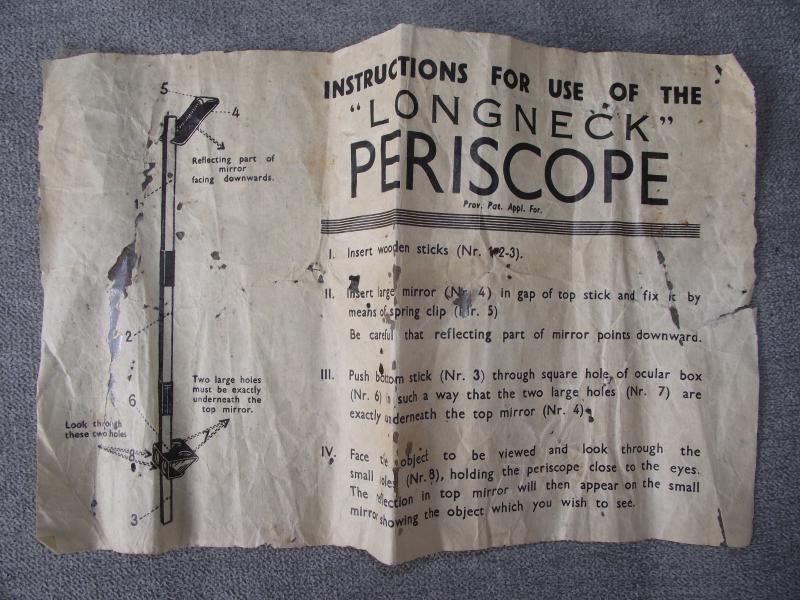 INSTRUCTIONS FOR USE OF THE
"LONGNECK"
PERISCOPE
Prov. Pat. Appl. For.
I. Insert wooden sticks (Nr. 1-2-3).
II. Insert large mirror (Nr. 4) in gap of top stick and fix it by
means of spring clip (Nr. 5)
Be careful that reflecting part of mirror points downward.
III. Push bottom stick (Nr. 3) through square hole of ocular box
(Nr. 6) in such a way that the two large holes (Nr. 7) are
exactly underneath the top mirror (Nr. 4).
IV. Face the object to be viewed and look through the
small holes (Nr. 8), holding the periscope close to the eyes.
The reflection in top mirror will then appear on the small
mirror showing the object which you wish to see.
5
4
Reflecting part of
mirror
facing downwards.
1
2
Two large holes
must be exactly
underneath the
top mirror.
6
Look through
these two holes
8
3